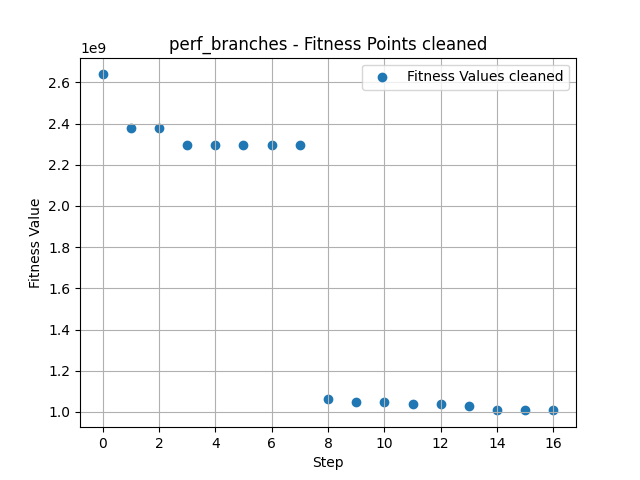 perf_branches - Fitness Points cleaned
1e9
Fitness Values cleaned
2.6
2.4
2.2
2.0
1.8
1.6
1.4
1.2
1.0
Fitness Value
0 2 4 6 8 10 12 14 16
Step